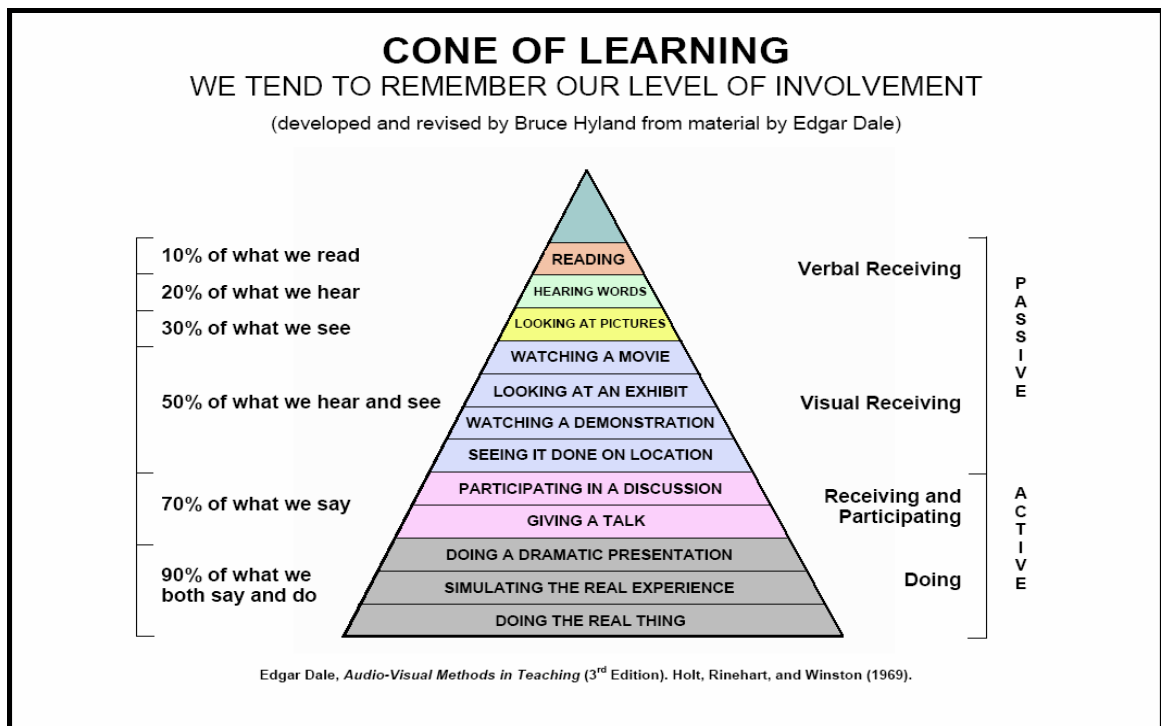 CONE OF LEARNING
WE TEND TO REMEMBER OUR LEVEL OF INVOLVEMENT
(developed and revised by Bruce Hyland from material by Edgar Dale)
10% of what we read
20% of what we hear
30% of what we see
50% of what we hear and see
70% of what we say
90% of what we
both say and do
READING
HEARING WORDS
LOOKING AT PICTURES
WATCHING A MOVIE
LOOKING AT AN EXHIBIT
WATCHING A DEMONSTRATION
SEEING IT DONE ON LOCATION
PARTICIPATING IN A DISCUSSION
GIVING A TALK
DOING A DRAMATIC PRESENTATION
SIMULATING THE REAL EXPERIENCE
DOING THE REAL THING
Verbal Receiving
Visual Receiving
Receiving and
Participating
Doing
PASSIVE
ACTIVE
Edgar Dale, Audio-Visual Methods in Teaching (3rd Edition). Holt, Rinehart, and Winston (1969).